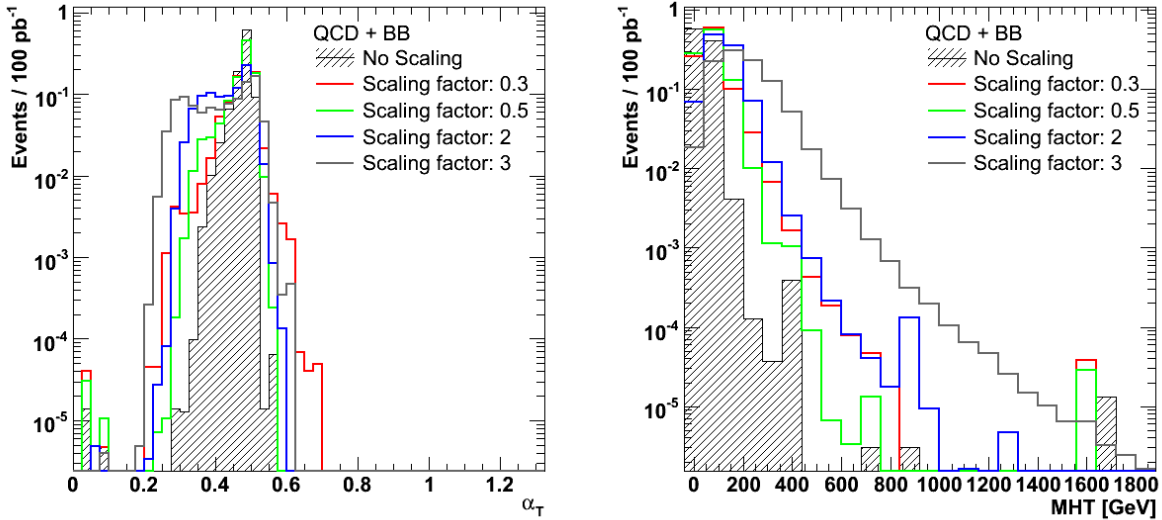 QCD + BB
No Scaling
Scaling factor: 0.3
Scaling factor: 0.5
Scaling factor: 2
Scaling factor: 3
Events / 100 pb⁻¹
1
10⁻¹
10⁻²
10⁻³
10⁻⁴
10⁻⁵
0 0.2 0.4 0.6 0.8 1 1.2
α_T
QCD + BB
No Scaling
Scaling factor: 0.3
Scaling factor: 0.5
Scaling factor: 2
Scaling factor: 3
Events / 100 pb⁻¹
1
10⁻¹
10⁻²
10⁻³
10⁻⁴
10⁻⁵
0 200 400 600 800 1000 1200 1400 1600 1800
MHT [GeV]